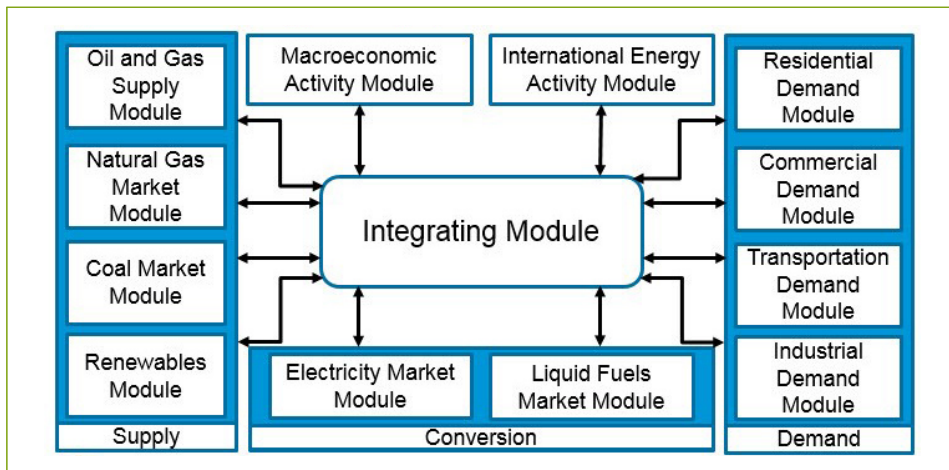 Oil and Gas
Supply
Module
Natural Gas
Market
Module
Coal Market
Module
Renewables
Module
Supply
Macroeconomic
Activity Module
International Energy
Activity Module
Integrating Module
Electricity Market
Module
Liquid Fuels
Market Module
Conversion
Residential
Demand
Module
Commercial
Demand
Module
Transportation
Demand
Module
Industrial
Demand
Module
Demand